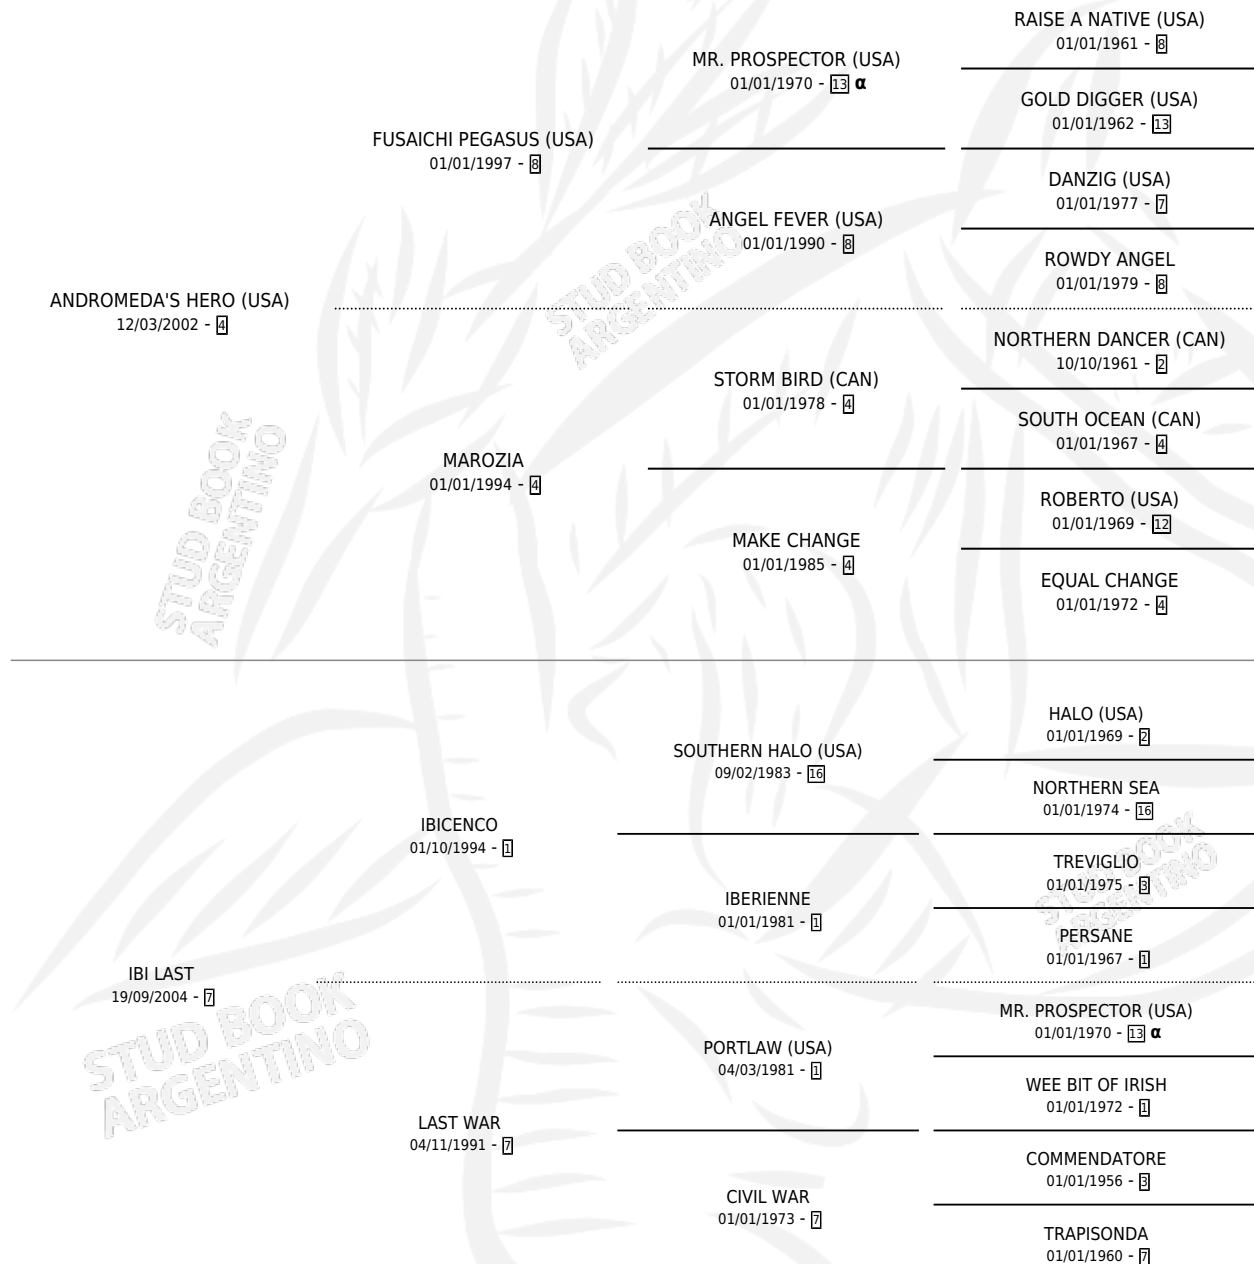 RAISE A NATIVE (USA)
01/01/1961 - 8
MR. PROSPECTOR (USA)
01/01/1970 - 13 α
GOLD DIGGER (USA)
01/01/1962 - 13
FUSAICHI PEGASUS (USA)
01/01/1997 - 8
DANZIG (USA)
01/01/1977 - 7
ANGEL FEVER (USA)
01/01/1990 - 8
ROWDY ANGEL
01/01/1979 - 8
ANDROMEDA'S HERO (USA)
12/03/2002 - 4
NORTHERN DANCER (CAN)
10/10/1961 - 2
STORM BIRD (CAN)
01/01/1978 - 4
SOUTH OCEAN (CAN)
01/01/1967 - 4
MAROZIA
01/01/1994 - 4
ROBERTO (USA)
01/01/1969 - 12
MAKE CHANGE
01/01/1985 - 4
EQUAL CHANGE
01/01/1972 - 4
HALO (USA)
01/01/1969 - 2
SOUTHERN HALO (USA)
09/02/1983 - 16
NORTHERN SEA
01/01/1974 - 16
IBICENCO
01/10/1994 - 1
TREVIGLIO
01/01/1975 - 3
IBERIENNE
01/01/1981 - 1
PERSANE
01/01/1967 - 1
IBI LAST
19/09/2004 - 7
MR. PROSPECTOR (USA)
01/01/1970 - 13 α
PORTLAW (USA)
04/03/1981 - 1
WEE BIT OF IRISH
01/01/1972 - 1
LAST WAR
04/11/1991 - 7
COMMENDATORE
01/01/1956 - 3
CIVIL WAR
01/01/1973 - 7
TRAPISONDA
01/01/1960 - 7
STUD BOOK
ARGENTINO
STUD BOOK
ARGENTINO
STUD BOOK
ARGENTINO
STUD BOOK
ARGENTINO